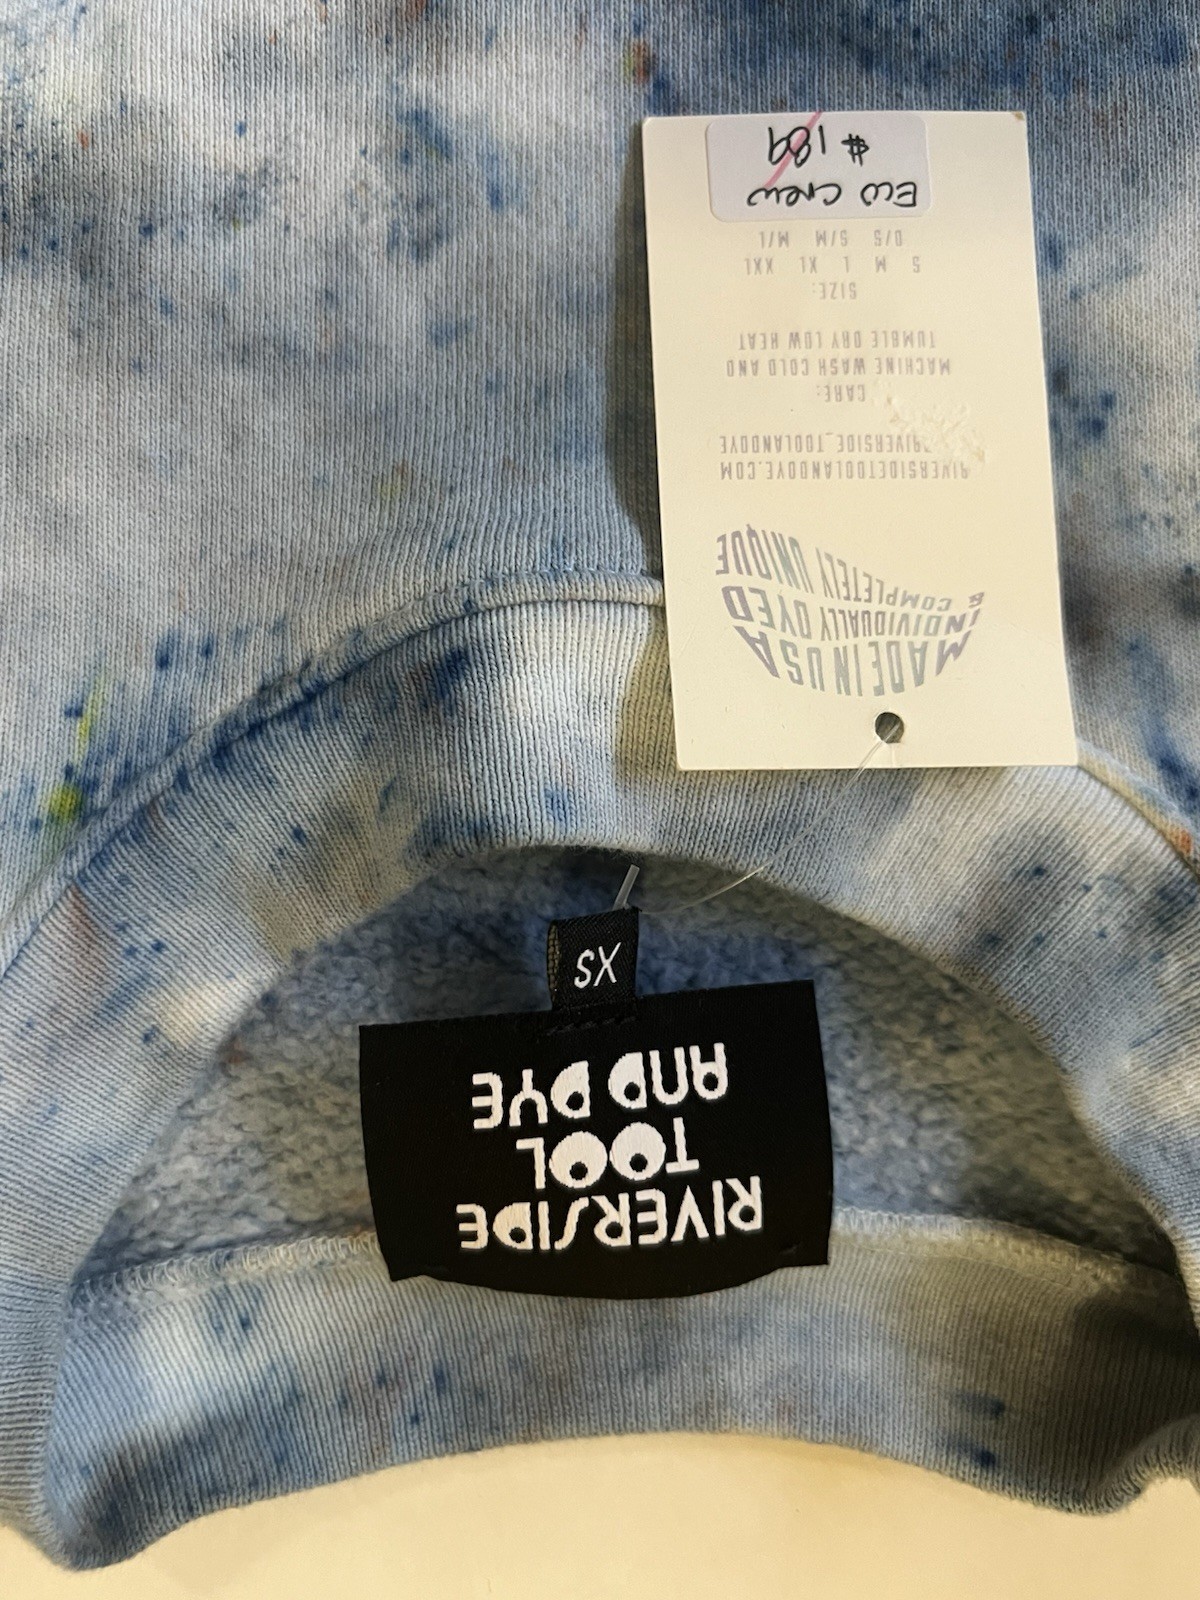 RIVERSIDE
TOOL
AND DYE
XS
MADE IN USA
INDIVIDUALLY DYED
& COMPLETELY UNIQUE
RIVERSIDETOOLANDDYE.COM
RIVERSIDE_TOOLANDDYE
CARE:
MACHINE WASH COLD AND
TUMBLE DRY LOW HEAT
SIZE:
S M L XL XXL
O/S S/M M/L
EW Crew
$189